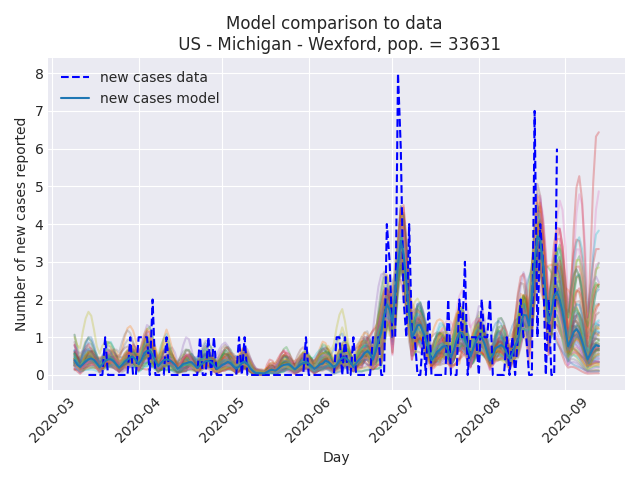 Model comparison to data
US - Michigan - Wexford, pop. = 33631
new cases data
new cases model
Number of new cases reported
8
7
6
5
4
3
2
1
0
2020-03
2020-04
2020-05
2020-06
2020-07
2020-08
2020-09
Day